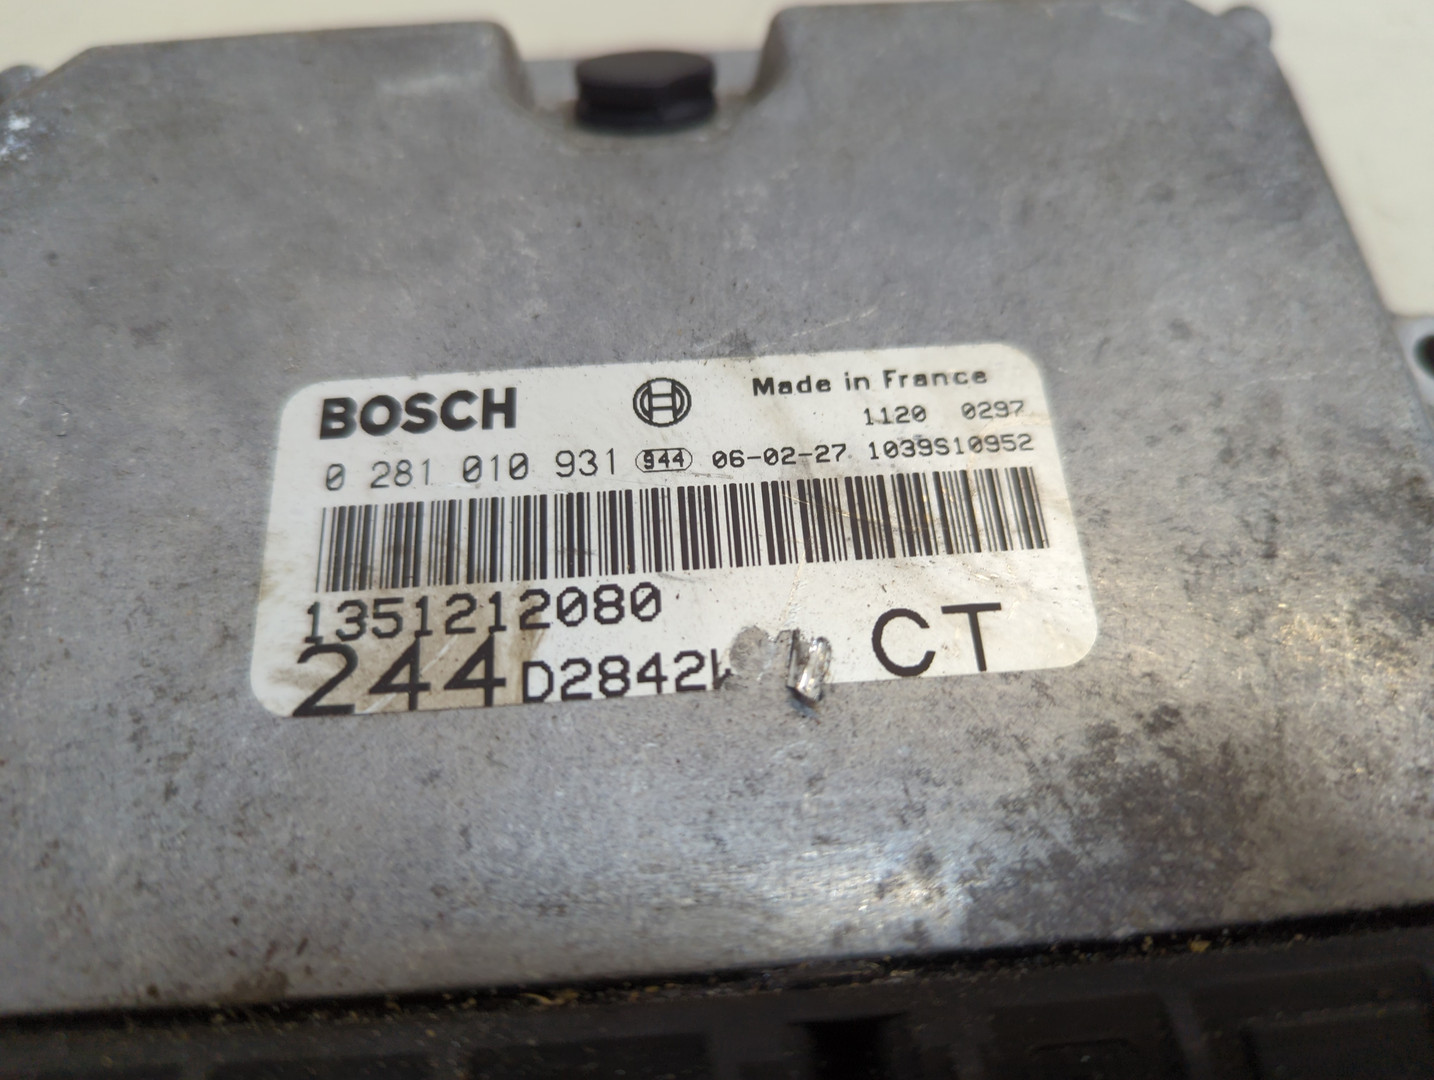 BOSCH
Made in France
1120 0297
0 281 010 931 944 06-02-27 1039S10952
1351212080
244 D2842 CT